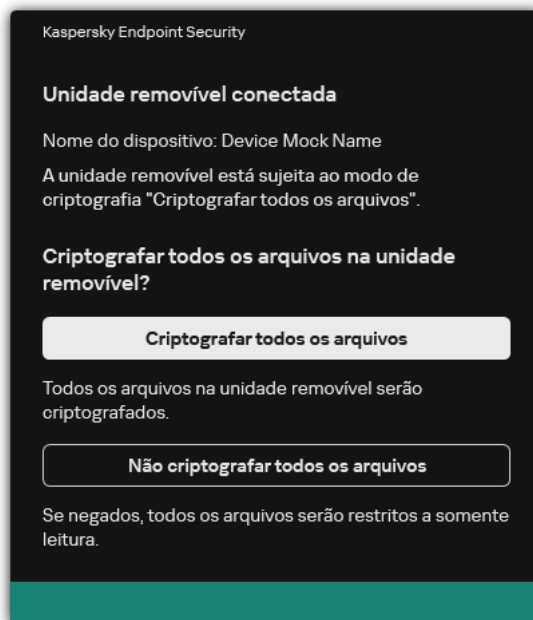 Kaspersky Endpoint Security
Unidade removível conectada
Nome do dispositivo: Device Mock Name
A unidade removível está sujeita ao modo de
criptografia "Criptografar todos os arquivos".
Criptografar todos os arquivos na unidade
removível?
Criptografar todos os arquivos
Todos os arquivos na unidade removível serão
criptografados.
Não criptografar todos os arquivos
Se negados, todos os arquivos serão restritos a somente
leitura.